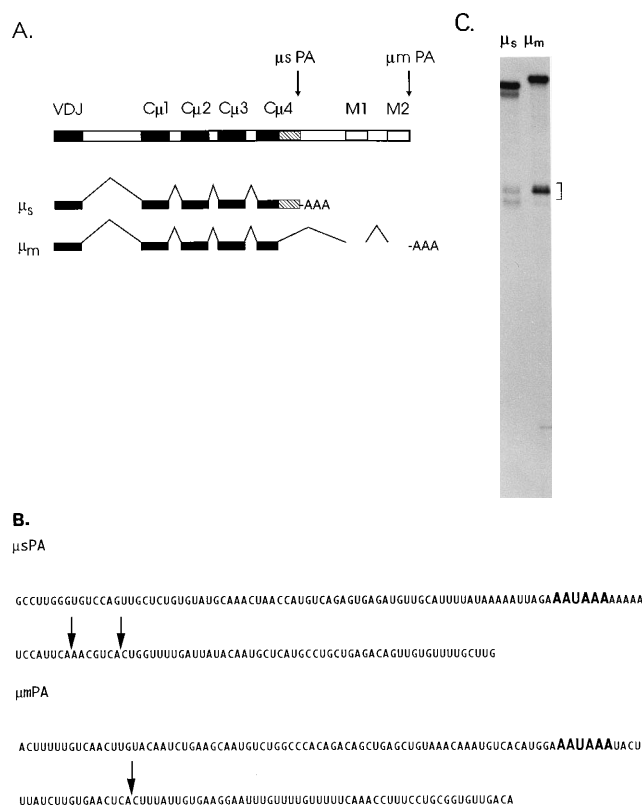 A.
C.
μs PA
μm PA
μs μm
VDJ Cμ1 Cμ2 Cμ3 Cμ4 M1 M2
μs -AAA
μm -AAA
B.
μsPA
GCCUUGGGUGUCCAGUUGCUCUGUGUAUGCAAACUAACCAUGUCAGAGUGAGAUGUUGCAUUUUAUAAAAAUUAGAAAUAAAAAAAA
UCCAUUCAAACGUCACUGGUUUUGAUUAUACAAUGCUCAUGCCUGCUGAGACAGUUGUGUUUUGCUUG
μmPA
ACUUUUUGUCAACUUGUACAAUCUGAAGCAAUGUCUGGCCCACAGACAGCUGAGCUGUAAACAAAUGUCACAUGGAAAUAAAUACU
UUAUCUUGUGAACUCACUUUAUUGUGAAGGAAUUUGUUUUGUUUUUCAAACCUUUCCUGCGGUGUUGACA